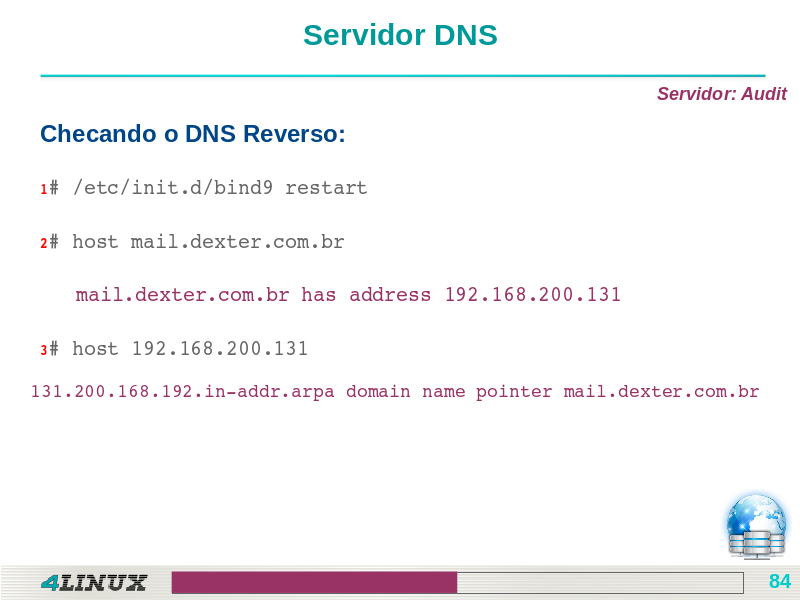 Servidor DNS
Servidor: Audit
Checando o DNS Reverso:
1# /etc/init.d/bind9 restart
2# host mail.dexter.com.br
mail.dexter.com.br has address 192.168.200.131
3# host 192.168.200.131
131.200.168.192.in-addr.arpa domain name pointer mail.dexter.com.br
4LINUX
84